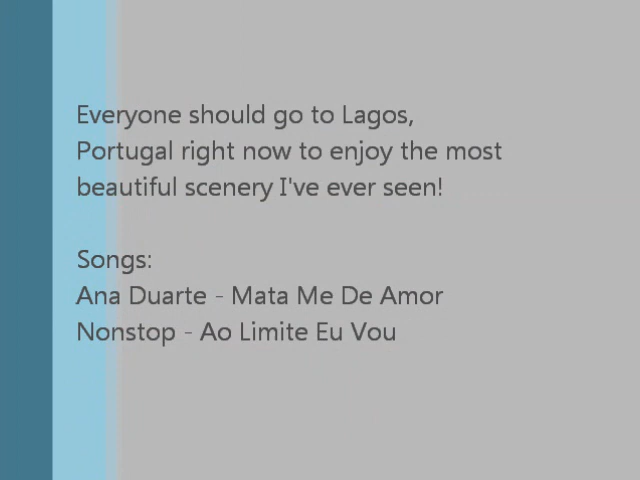 Everyone should go to Lagos,
Portugal right now to enjoy the most
beautiful scenery I've ever seen!
Songs:
Ana Duarte - Mata Me De Amor
Nonstop - Ao Limite Eu Vou